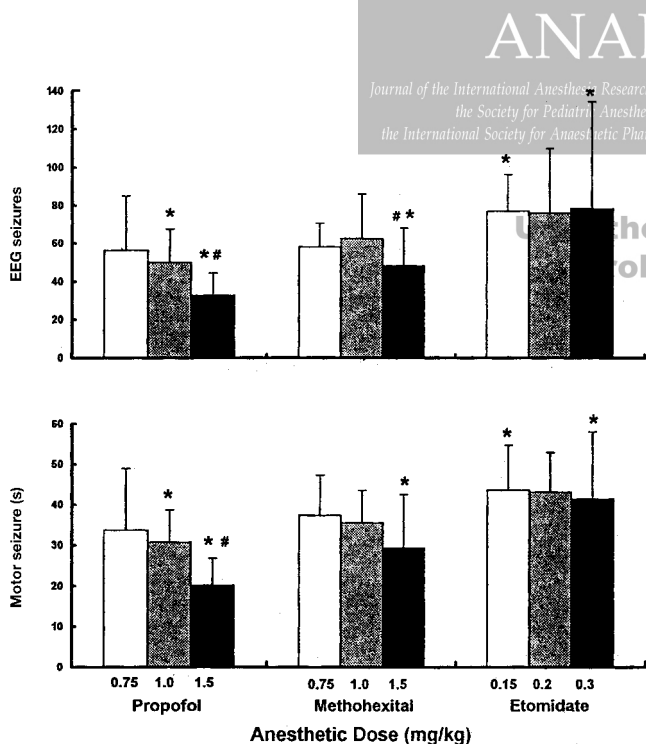 ANA
Journal of the International Anesthesia Research
the Society for Pediatric Anesthe
the International Society for Anaesthetic Pha
140
120
100
80
60
40
20
0
EEG seizures
*
* #
# *
*
*
60
50
40
30
20
10
0
Motor seizure (s)
*
* #
*
*
*
0.75 1.0 1.5 0.75 1.0 1.5 0.15 0.2 0.3
Propofol Methohexital Etomidate
Anesthetic Dose (mg/kg)